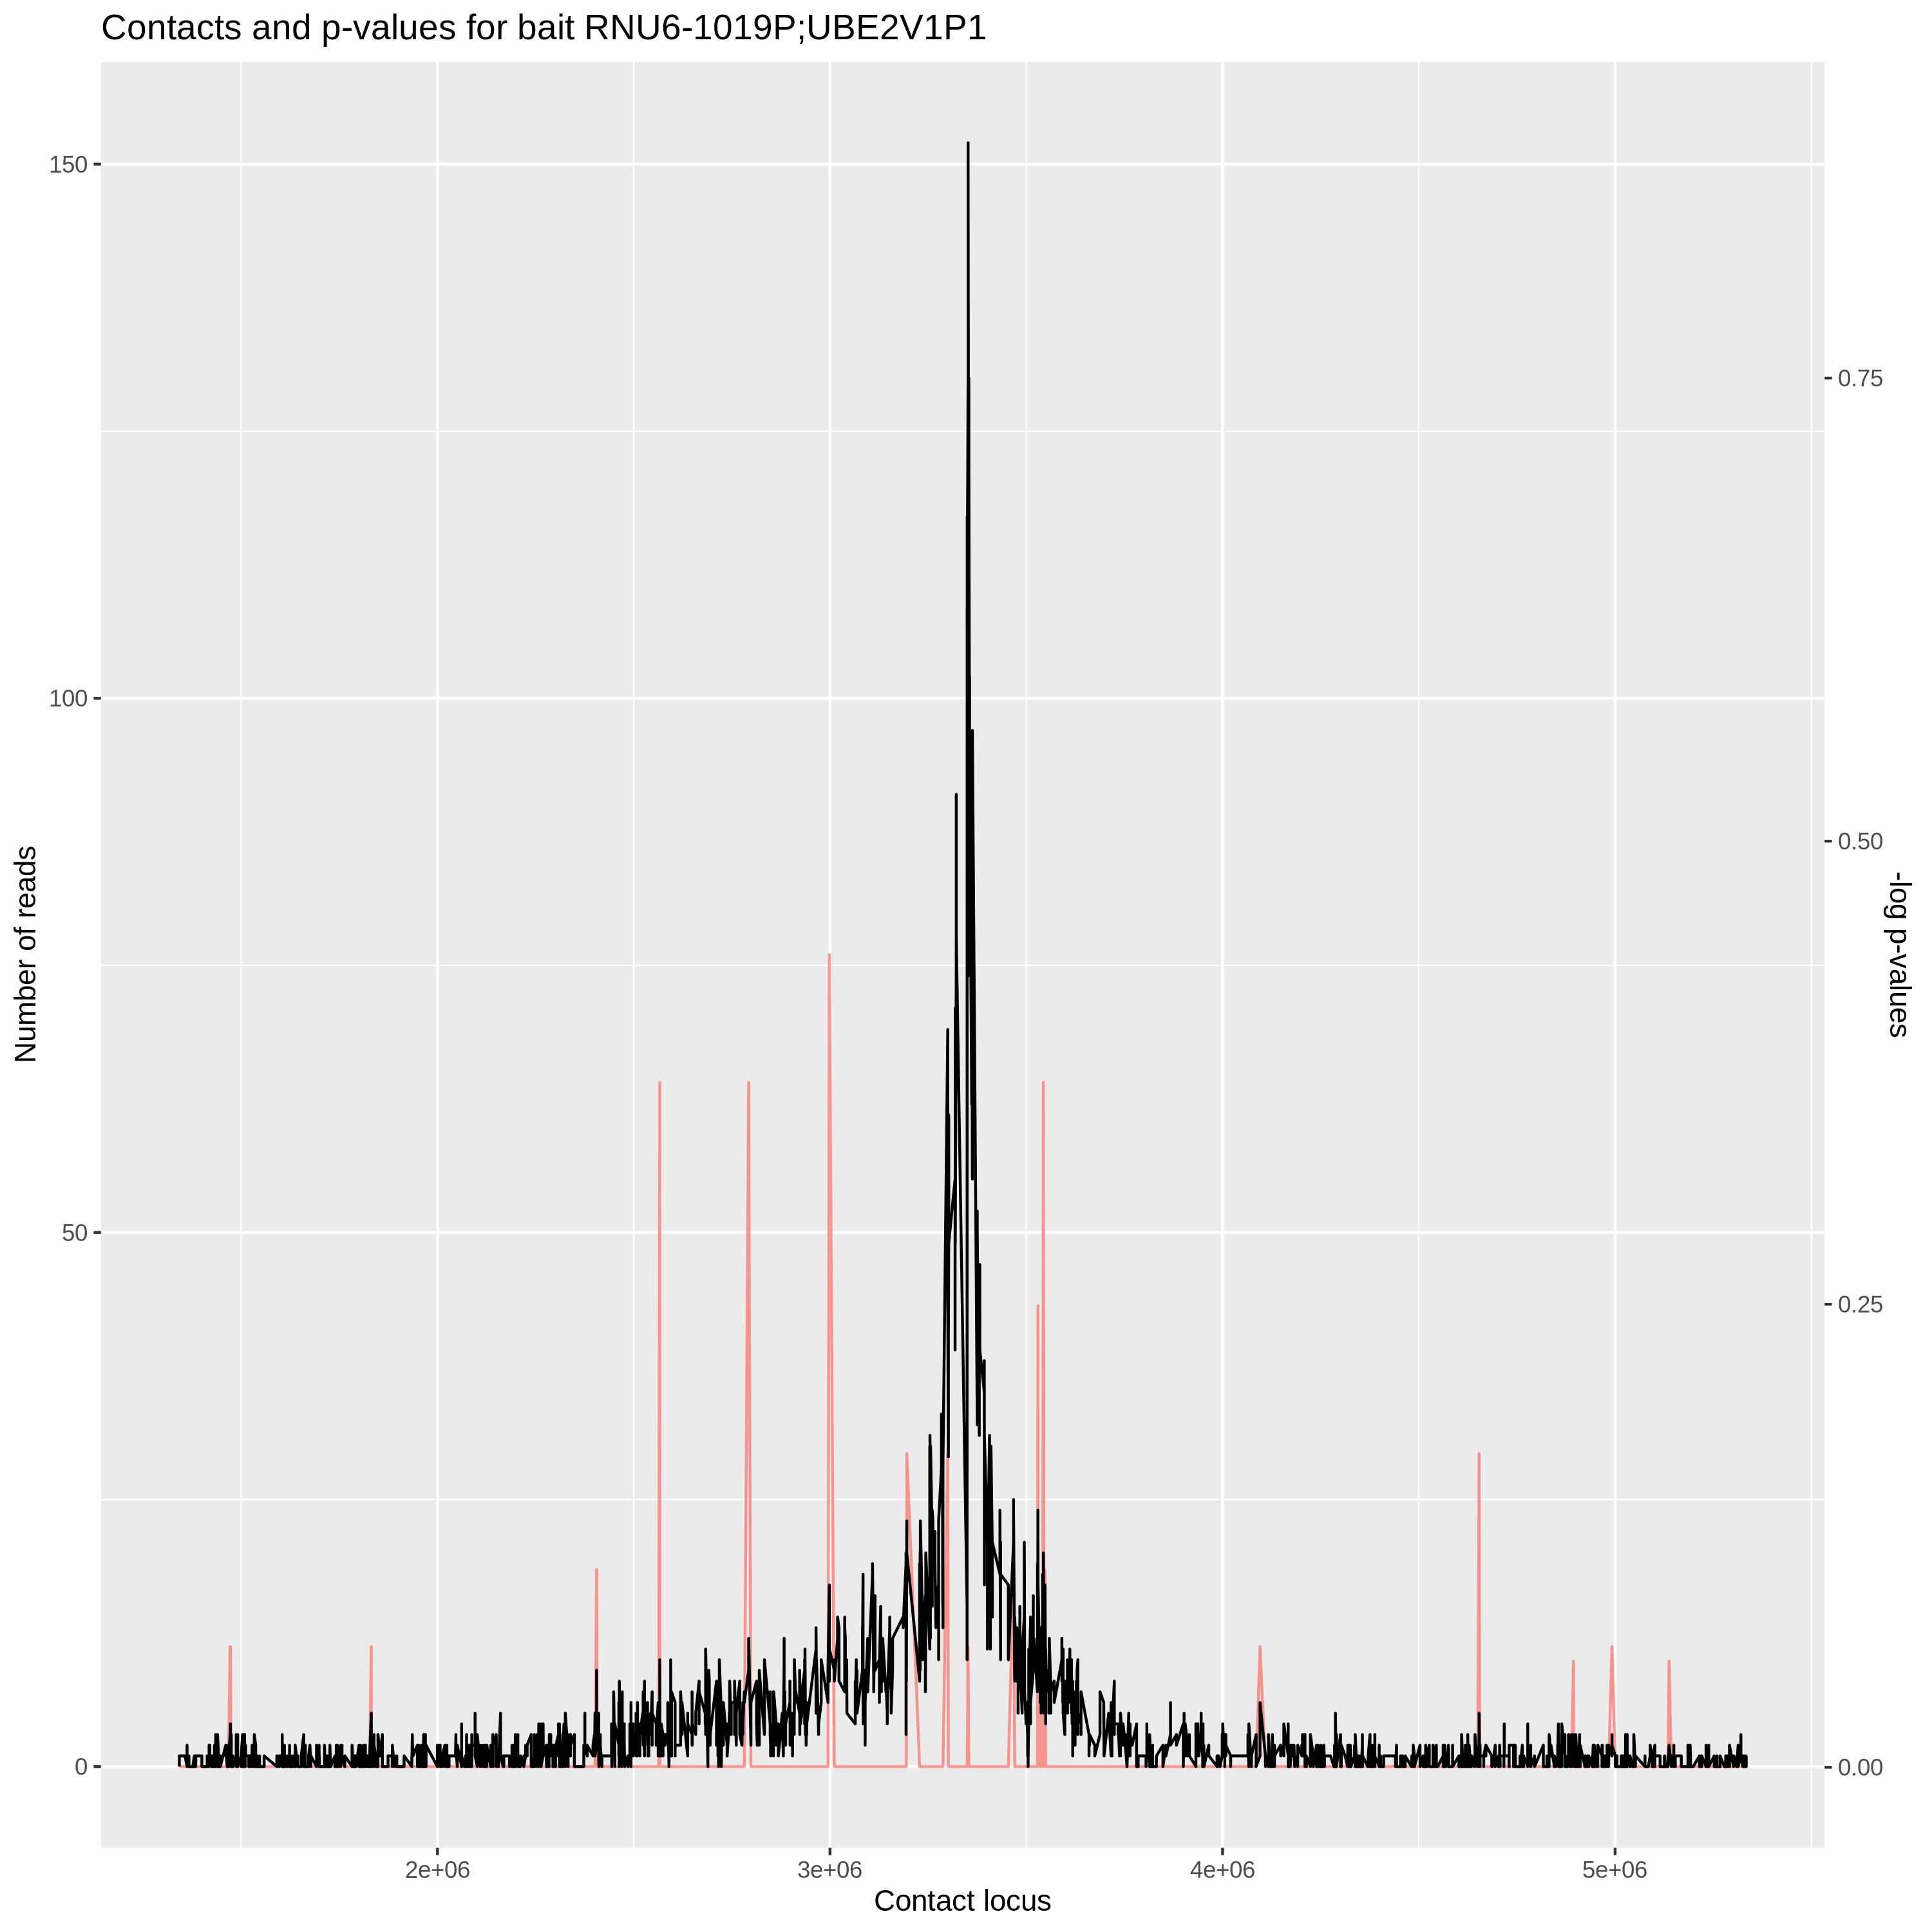 Contacts and p-values for bait RNU6-1019P;UBE2V1P1
150
100
50
0
Number of reads
0.75
0.50
0.25
0.00
-log p-values
2e+06
3e+06
4e+06
5e+06
Contact locus